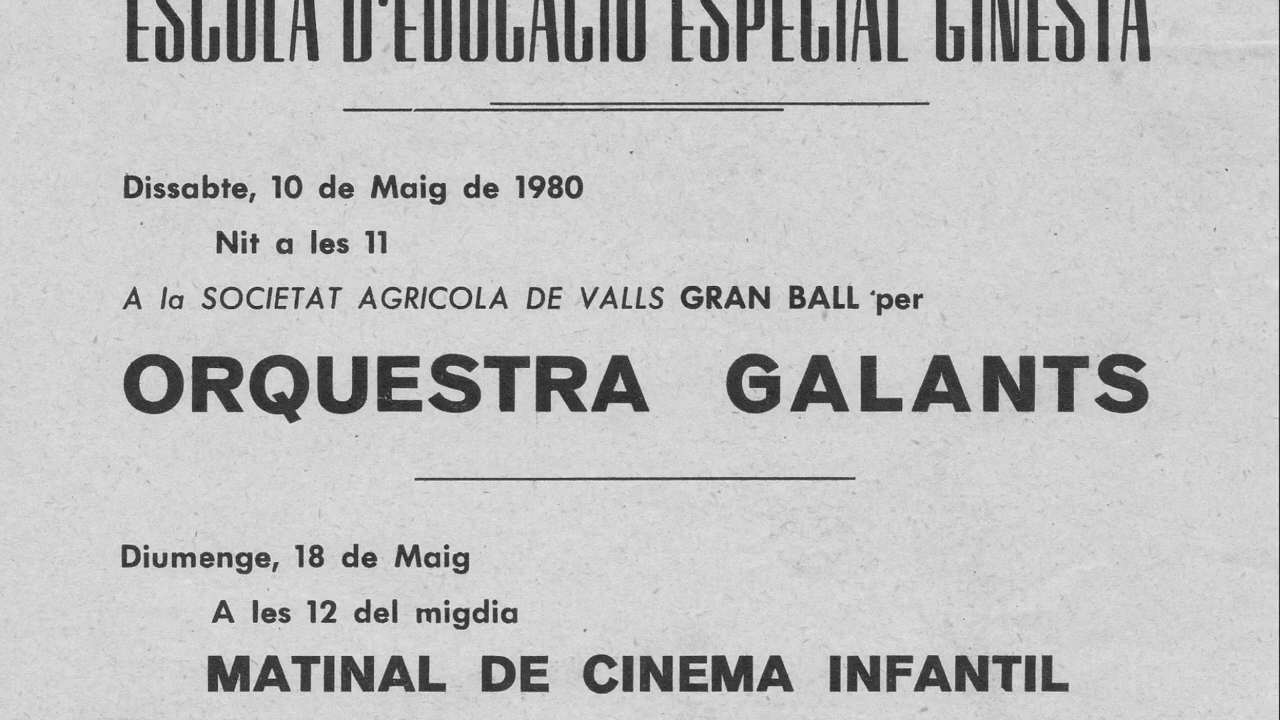 ESCOLA D'EDUCACIÓ ESPECIAL GINESTA
Dissabte, 10 de Maig de 1980
Nit a les 11
A la SOCIETAT AGRICOLA DE VALLS GRAN BALL per
ORQUESTRA GALANTS
Diumenge, 18 de Maig
A les 12 del migdia
MATINAL DE CINEMA INFANTIL